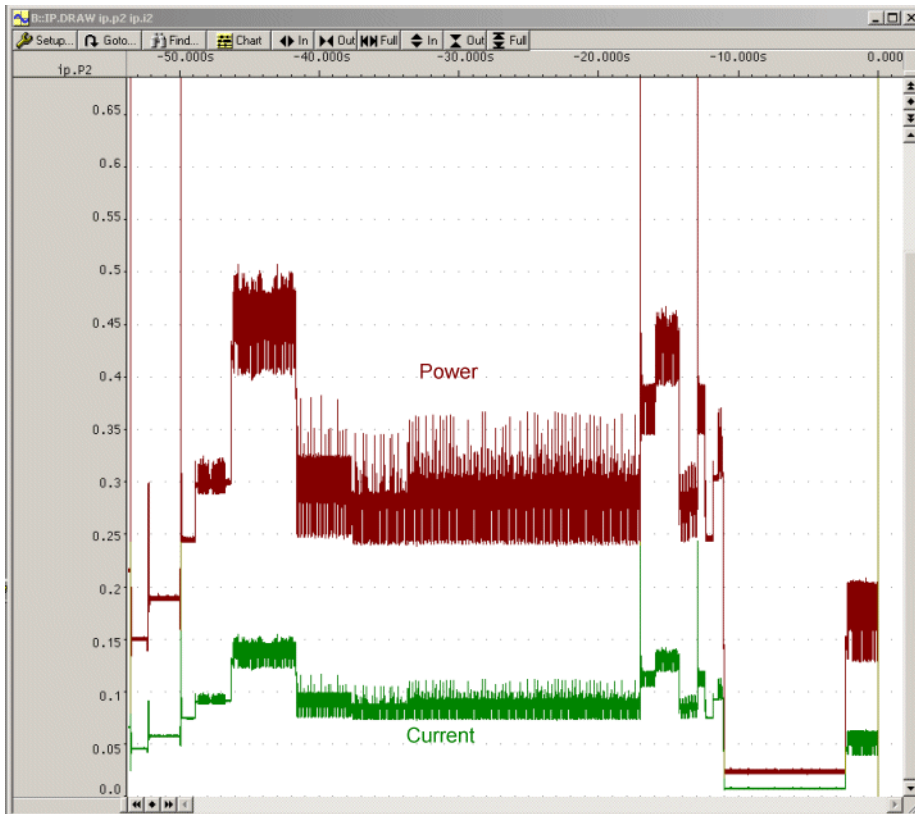 B::IP.DRAW ip.p2 ip.i2
Setup... Goto... Find... Chart In Out Full In Out Full
-50.000s -40.000s -30.000s -20.000s -10.000s 0.000
ip.P2
0.65
0.6
0.55
0.5
0.45
0.4
Power
0.35
0.3
0.25
0.2
0.15
0.1
Current
0.05
0.0